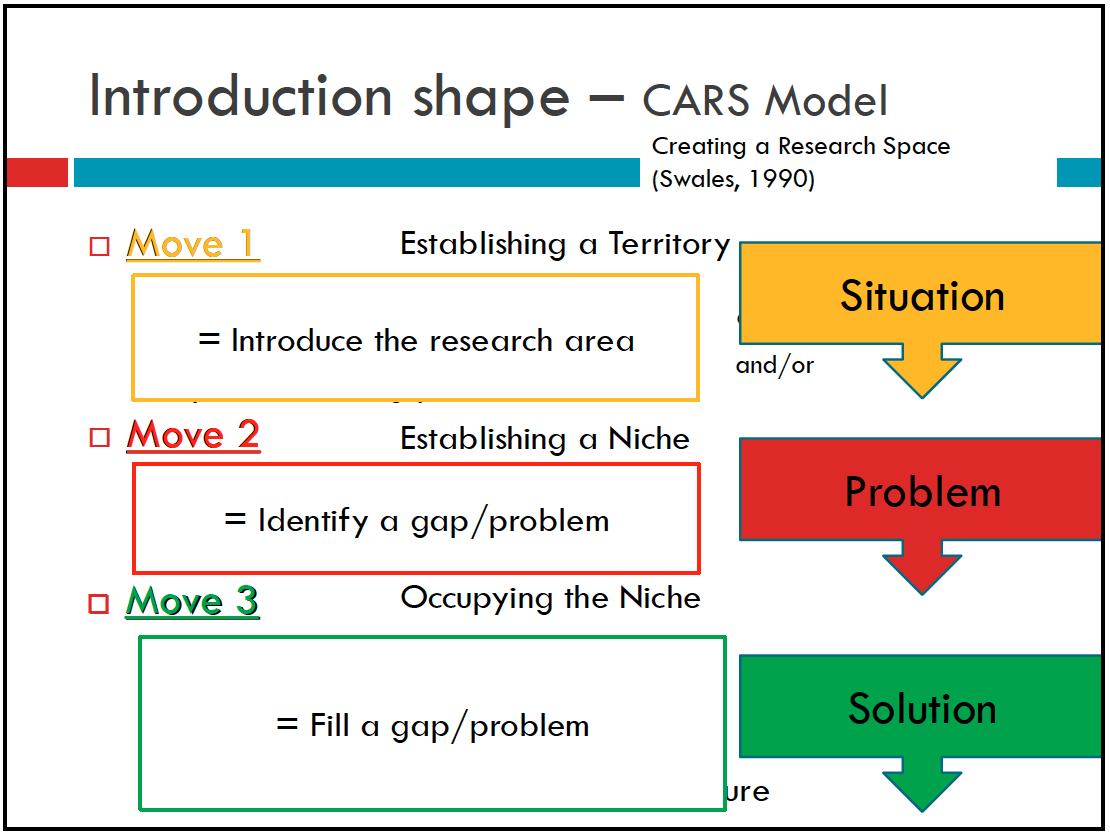 Introduction shape – CARS Model
Creating a Research Space
(Swales, 1990)
Move 1 Establishing a Territory
Situation
= Introduce the research area
and/or
Move 2 Establishing a Niche
Problem
= Identify a gap/problem
Move 3 Occupying the Niche
Solution
= Fill a gap/problem
ure